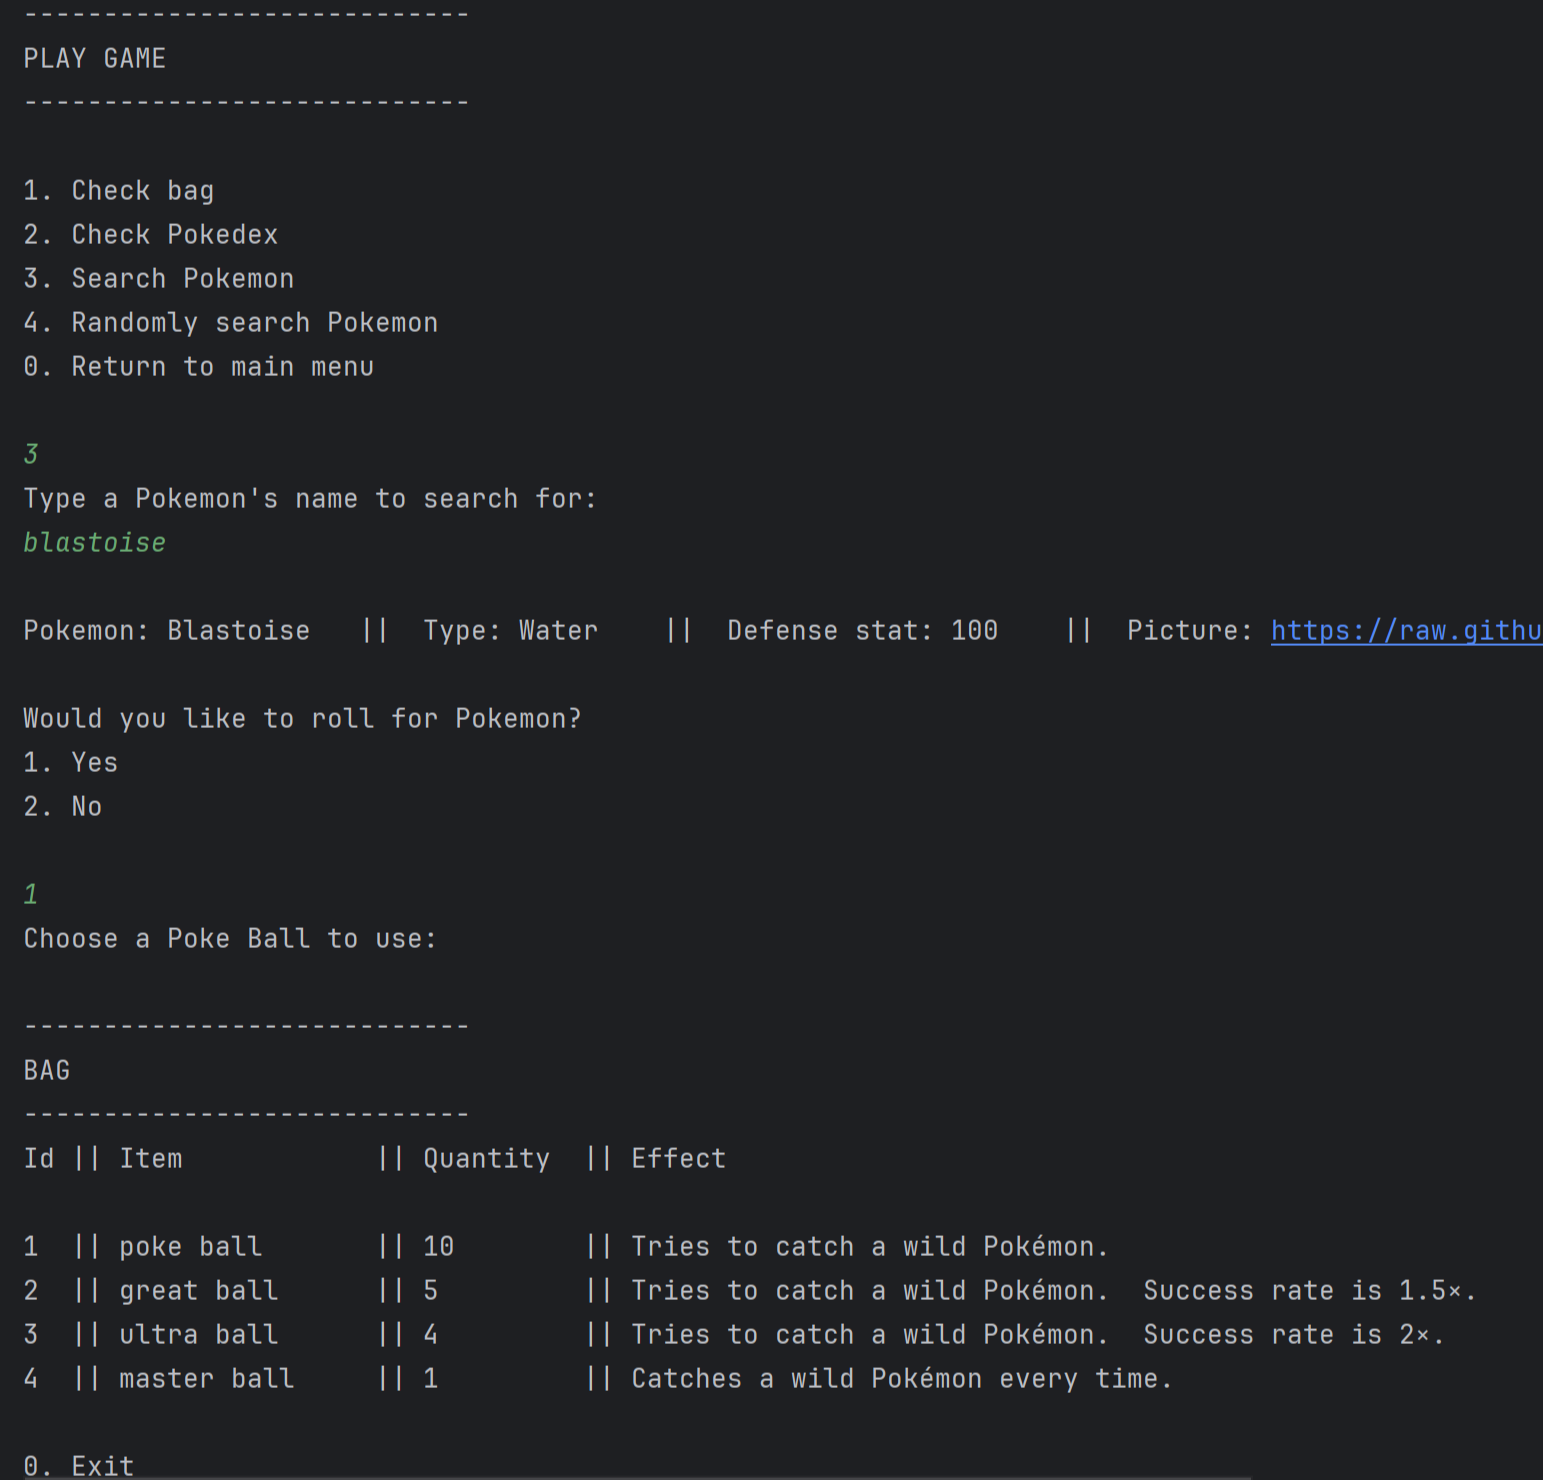 ----------------------------
PLAY GAME
----------------------------
1. Check bag
2. Check Pokedex
3. Search Pokemon
4. Randomly search Pokemon
0. Return to main menu
3
Type a Pokemon's name to search for:
blastoise
Pokemon: Blastoise   ||  Type: Water    ||  Defense stat: 100    ||  Picture: https://raw.githu
Would you like to roll for Pokemon?
1. Yes
2. No
1
Choose a Poke Ball to use:
----------------------------
BAG
----------------------------
Id || Item            || Quantity  || Effect
1  || poke ball       || 10        || Tries to catch a wild Pokémon.
2  || great ball      || 5         || Tries to catch a wild Pokémon.  Success rate is 1.5×.
3  || ultra ball      || 4         || Tries to catch a wild Pokémon.  Success rate is 2×.
4  || master ball     || 1         || Catches a wild Pokémon every time.
0. Exit